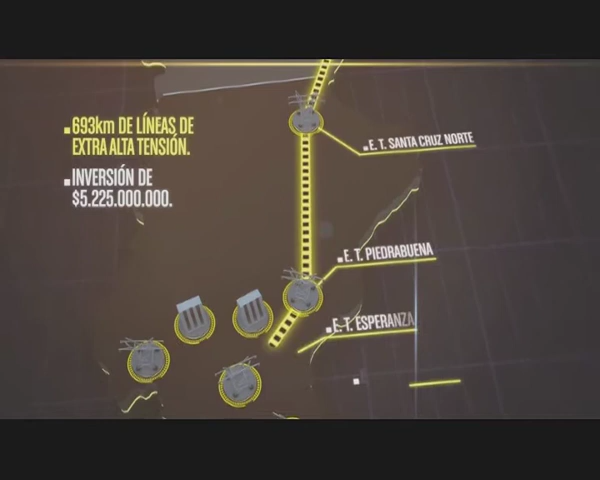 693km DE LÍNEAS DE
EXTRA ALTA TENSIÓN.
INVERSIÓN DE
$5.225.000.000.
E. T. SANTA CRUZ NORTE
E. T. PIEDRABUENA
E. T. ESPERANZA